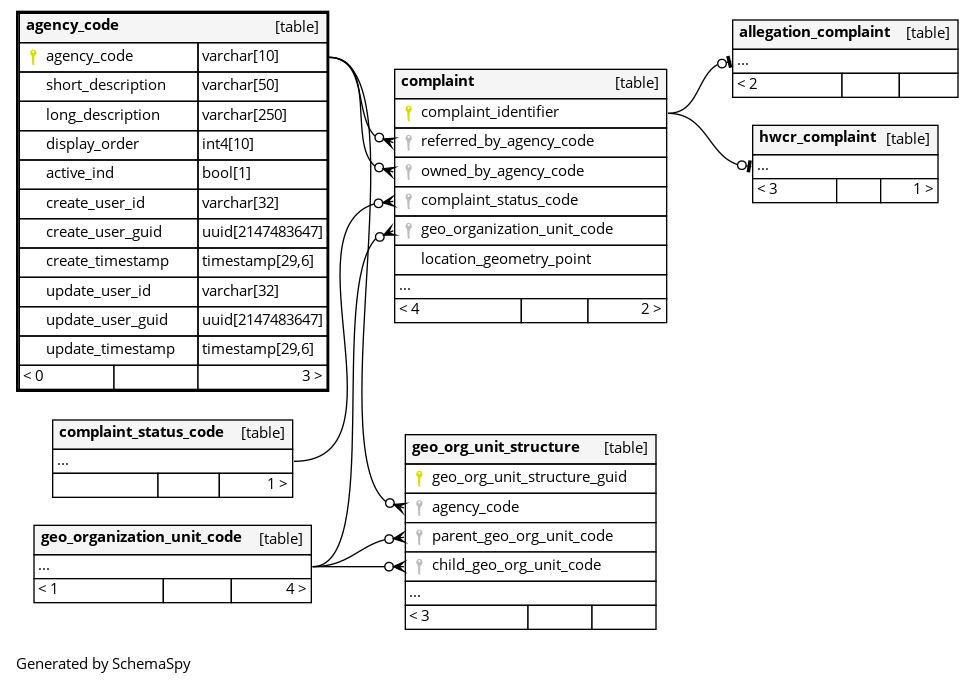 agency_code [table]
agency_code varchar[10]
short_description varchar[50]
long_description varchar[250]
display_order int4[10]
active_ind bool[1]
create_user_id varchar[32]
create_user_guid uuid[2147483647]
create_timestamp timestamp[29,6]
update_user_id varchar[32]
update_user_guid uuid[2147483647]
update_timestamp timestamp[29,6]
< 0 3 >
complaint [table]
complaint_identifier
referred_by_agency_code
owned_by_agency_code
complaint_status_code
geo_organization_unit_code
location_geometry_point
...
< 4 2 >
allegation_complaint [table]
...
< 2
hwcr_complaint [table]
...
< 3 1 >
complaint_status_code [table]
...
1 >
geo_organization_unit_code [table]
...
< 1 4 >
geo_org_unit_structure [table]
geo_org_unit_structure_guid
agency_code
parent_geo_org_unit_code
child_geo_org_unit_code
...
< 3
Generated by SchemaSpy